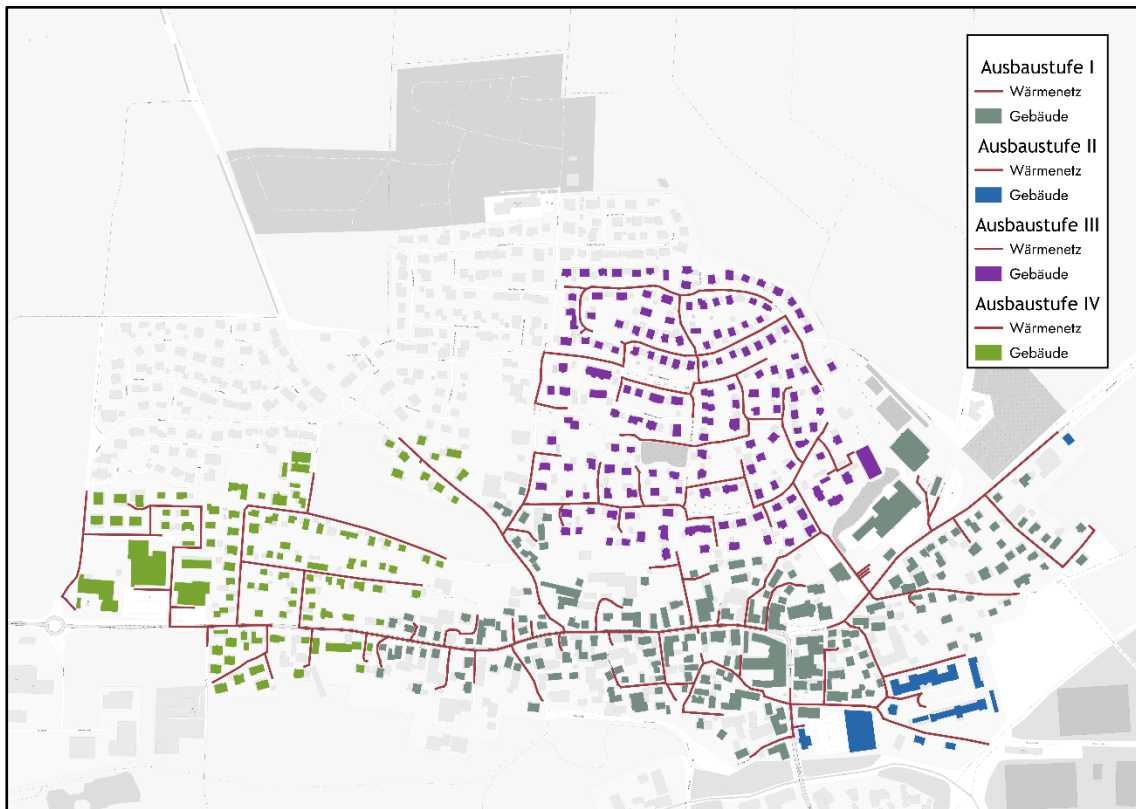 Ausbaustufe I
Wärmenetz
Gebäude
Ausbaustufe II
Wärmenetz
Gebäude
Ausbaustufe III
Wärmenetz
Gebäude
Ausbaustufe IV
Wärmenetz
Gebäude